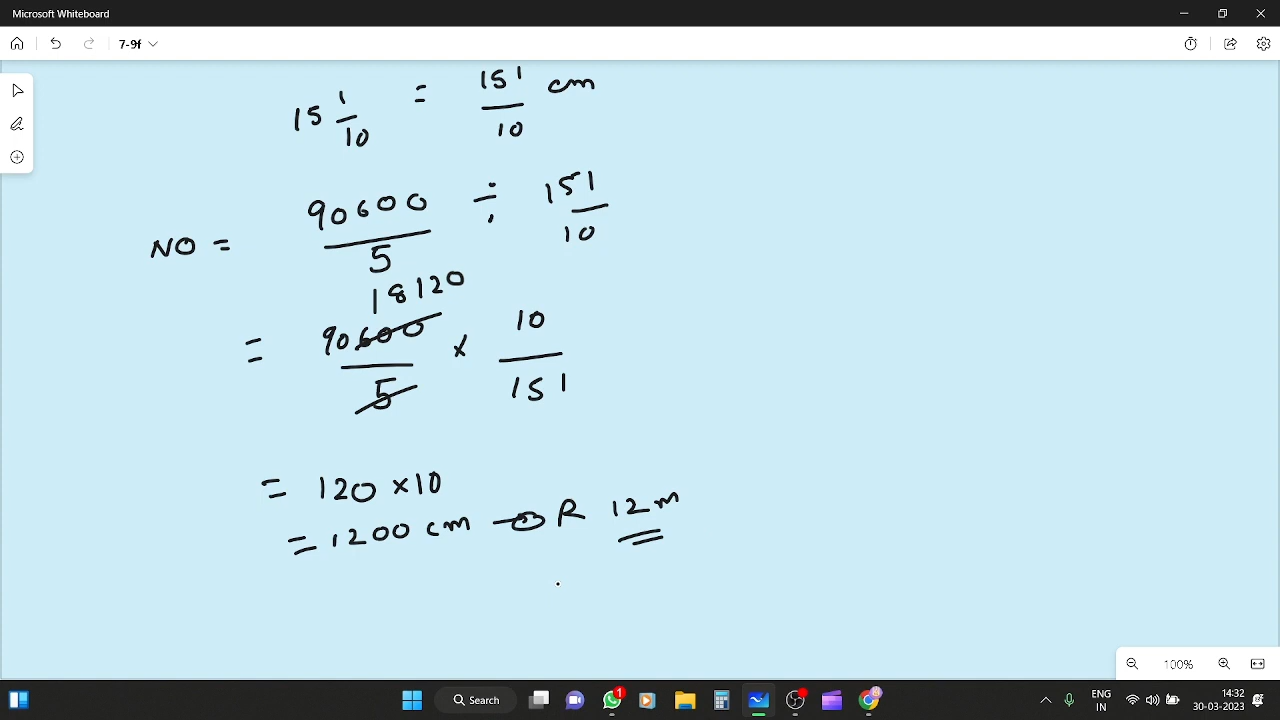 Microsoft Whiteboard
7-9f
15 1/10 = 151/10 cm
NO = 90600/5 ÷ 151/10
18120
= 90600/5 × 10/151
= 120 × 10
= 1200 cm R 12 m
100%
Search
1
ENG
IN
14:32
30-03-2023